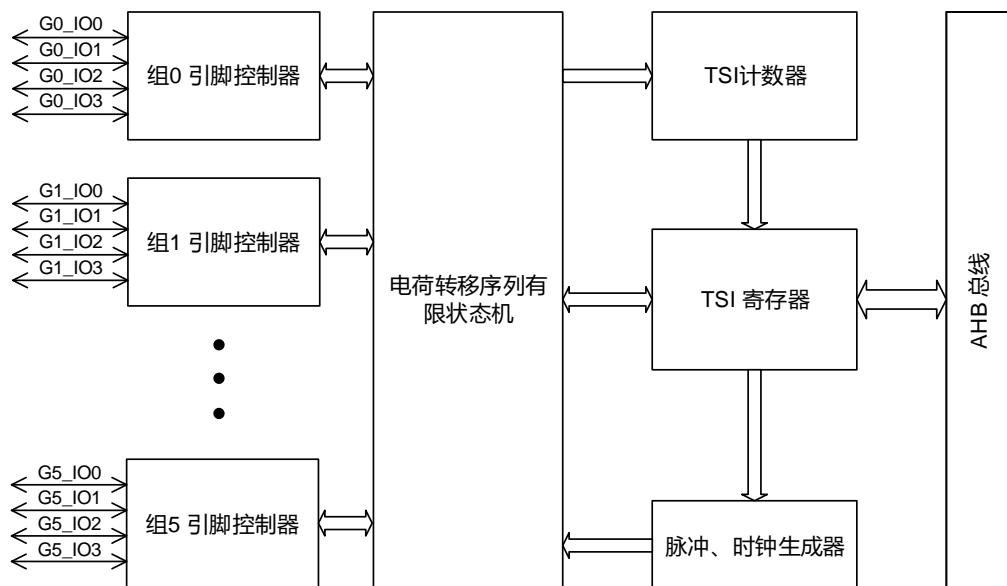 G0_IO0
G0_IO1
G0_IO2
G0_IO3
组0 引脚控制器
TSI计数器
G1_IO0
G1_IO1
G1_IO2
G1_IO3
组1 引脚控制器
电荷转移序列有
限状态机
TSI 寄存器
AHB 总线
G5_IO0
G5_IO1
G5_IO2
G5_IO3
组5 引脚控制器
脉冲、时钟生成器